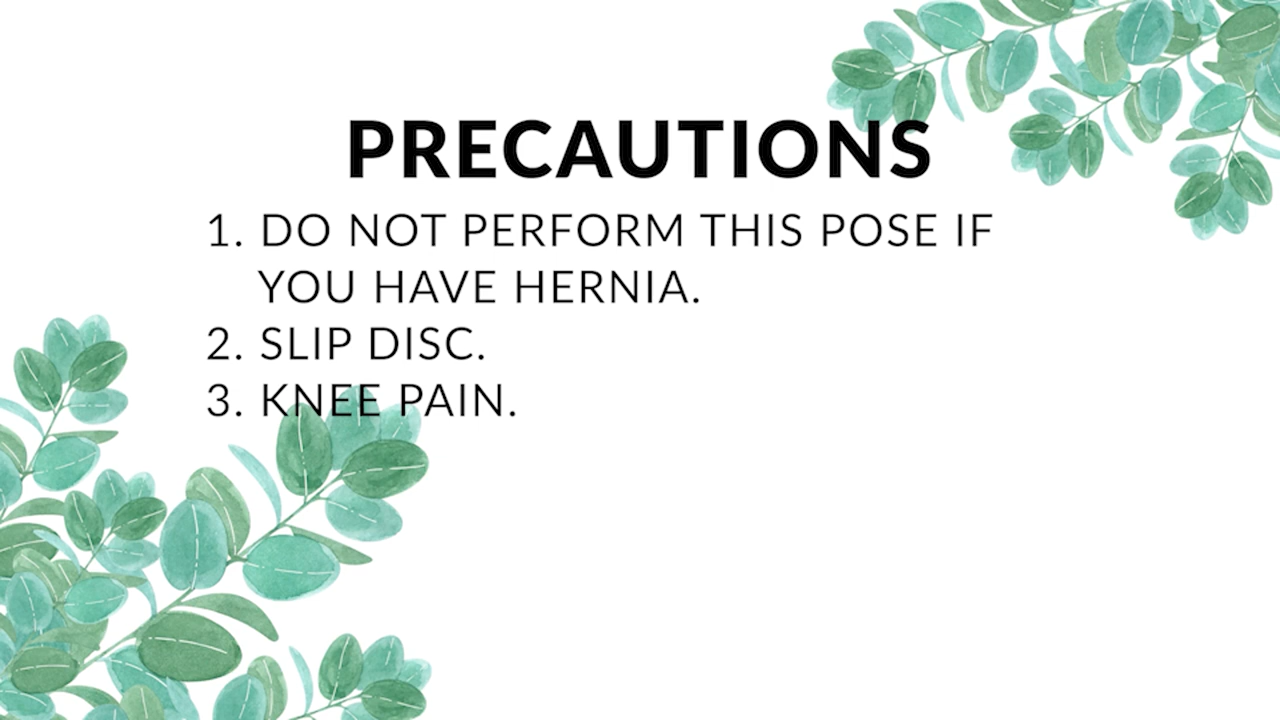 PRECAUTIONS
1. DO NOT PERFORM THIS POSE IF
YOU HAVE HERNIA.
2. SLIP DISC.
3. KNEE PAIN.